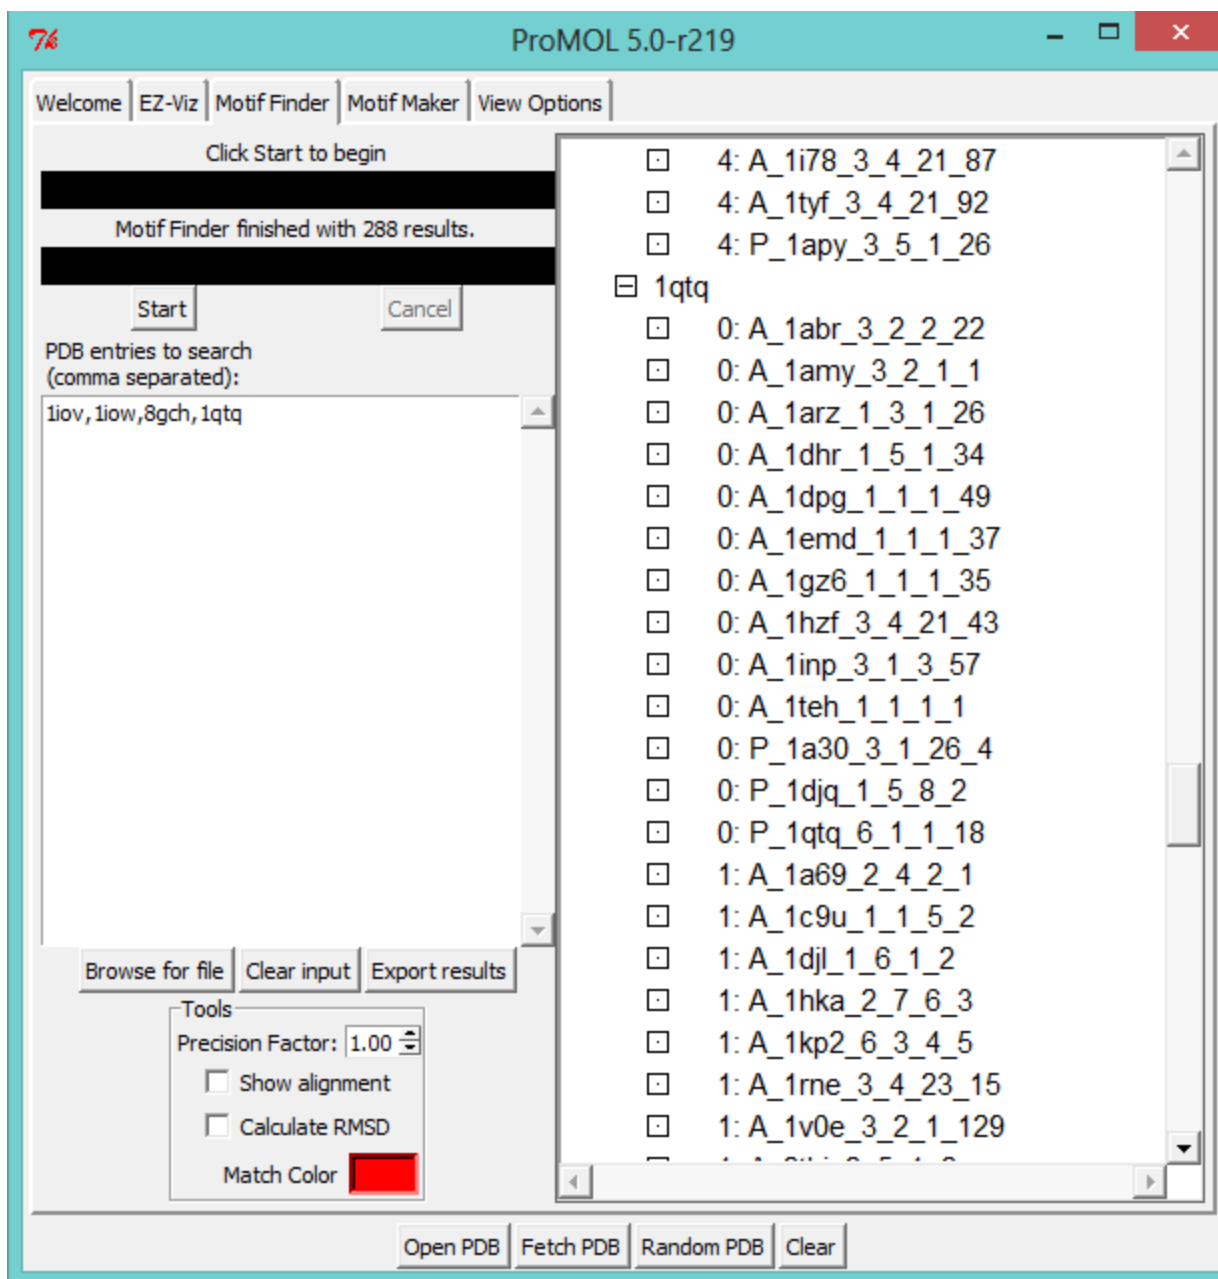 ProMOL 5.0-r219
Welcome EZ-Viz Motif Finder Motif Maker View Options
Click Start to begin
Motif Finder finished with 288 results.
Start Cancel
PDB entries to search
(comma separated):
1iov,1iow,8gch,1qtq
Browse for file Clear input Export results
Tools
Precision Factor: 1.00
Show alignment
Calculate RMSD
Match Color
4: A_1i78_3_4_21_87
4: A_1tyf_3_4_21_92
4: P_1apy_3_5_1_26
1qtq
0: A_1abr_3_2_2_22
0: A_1amy_3_2_1_1
0: A_1arz_1_3_1_26
0: A_1dhr_1_5_1_34
0: A_1dpg_1_1_1_49
0: A_1emd_1_1_1_37
0: A_1gz6_1_1_1_35
0: A_1hzf_3_4_21_43
0: A_1inp_3_1_3_57
0: A_1teh_1_1_1_1
0: P_1a30_3_1_26_4
0: P_1djq_1_5_8_2
0: P_1qtq_6_1_1_18
1: A_1a69_2_4_2_1
1: A_1c9u_1_1_5_2
1: A_1djl_1_6_1_2
1: A_1hka_2_7_6_3
1: A_1kp2_6_3_4_5
1: A_1rne_3_4_23_15
1: A_1v0e_3_2_1_129
Open PDB Fetch PDB Random PDB Clear